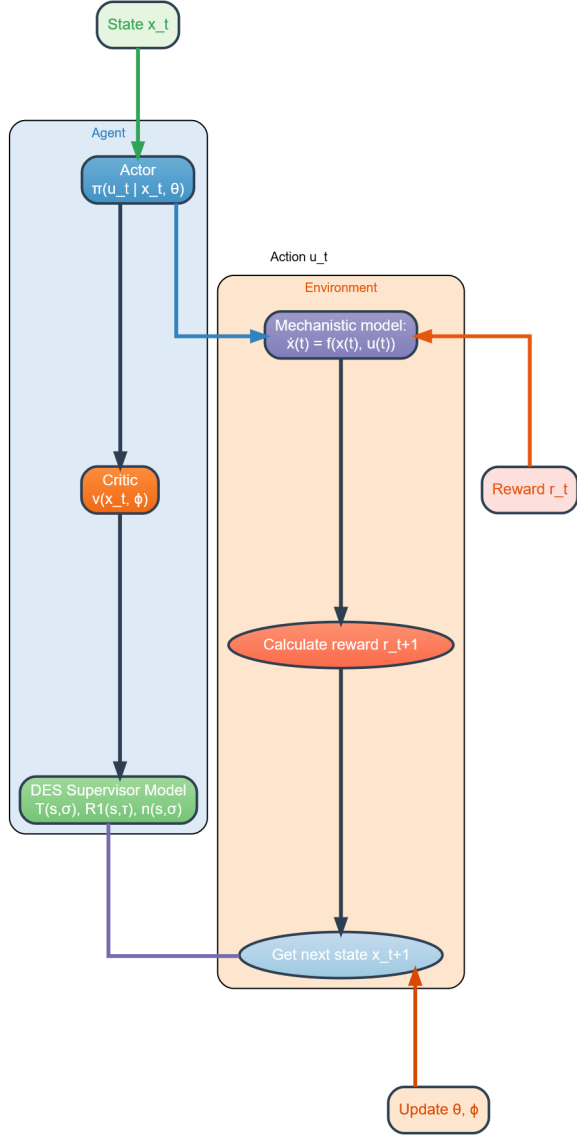 State x_t
Agent
Actor
π(u_t | x_t, θ)
Action u_t
Environment
Mechanistic model:
ẋ(t) = f(x(t), u(t))
Critic
v(x_t, ϕ)
Reward r_t
Calculate reward r_t+1
DES Supervisor Model
T(s,σ), R1(s,τ), n(s,σ)
Get next state x_t+1
Update θ, ϕ